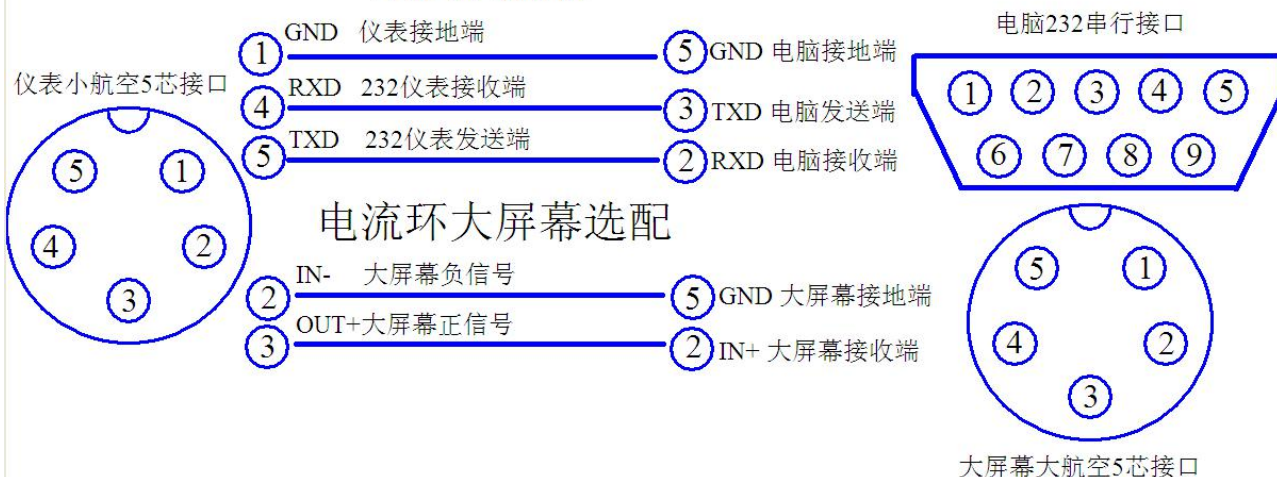 电脑232串行接口
① GND 仪表接地端 ⑤ GND 电脑接地端
仪表小航空5芯接口
④ RXD 232仪表接收端 ③ TXD 电脑发送端
⑤ TXD 232仪表发送端 ② RXD 电脑接收端
① ② ③ ④ ⑤
⑥ ⑦ ⑧ ⑨
⑤ ①
④ ②
③
电流环大屏幕选配
② IN- 大屏幕负信号 ⑤ GND 大屏幕接地端
③ OUT+大屏幕正信号 ② IN+ 大屏幕接收端
⑤ ①
④ ②
③
大屏幕大航空5芯接口